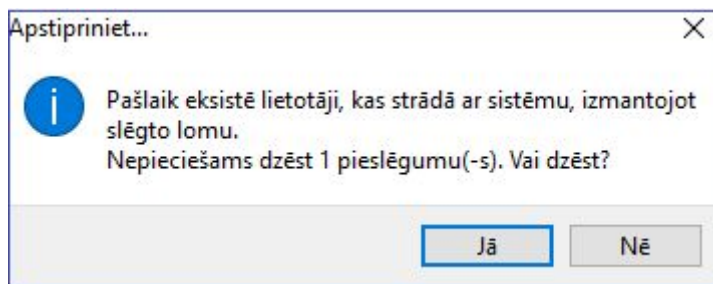 Apstipriniet...
Pašlaik eksistē lietotāji, kas strādā ar sistēmu, izmantojot
slēgto lomu.
Nepieciešams dzēst 1 pieslēgumu(-s). Vai dzēst?
Jā
Nē